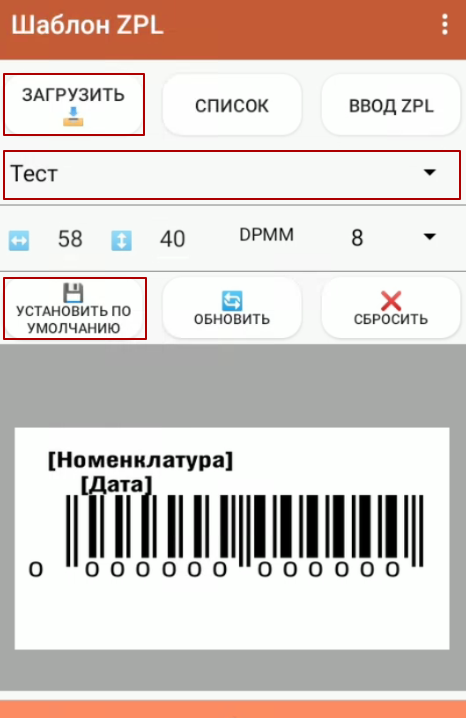 Шаблон ZPL
ЗАГРУЗИТЬ
СПИСОК
ВВОД ZPL
Тест
58
40
DPMM
8
УСТАНОВИТЬ ПО
УМОЛЧАНИЮ
ОБНОВИТЬ
СБРОСИТЬ
[Номенклатура]
[Дата]
0 000000 000000